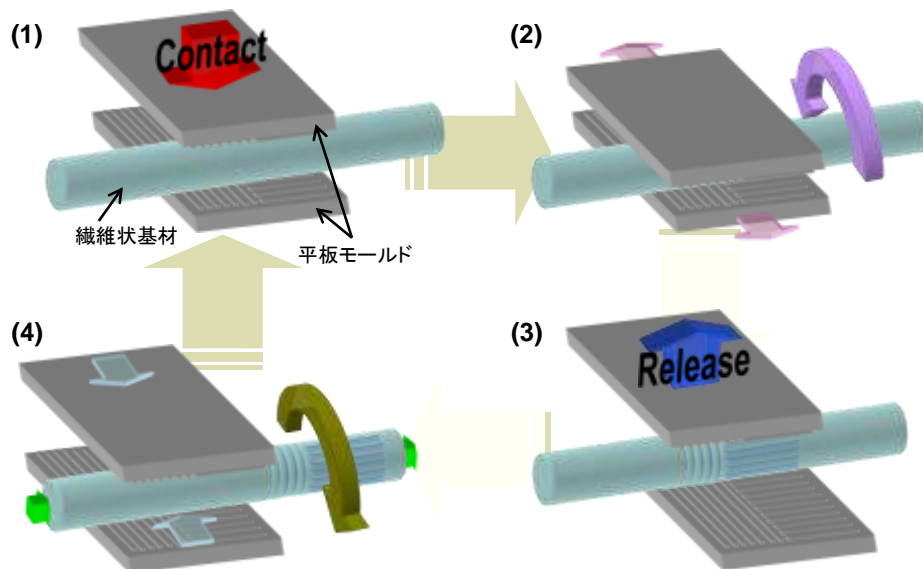 (1)
Contact
繊維状基材
平板モールド
(2)
(4)
(3)
Release